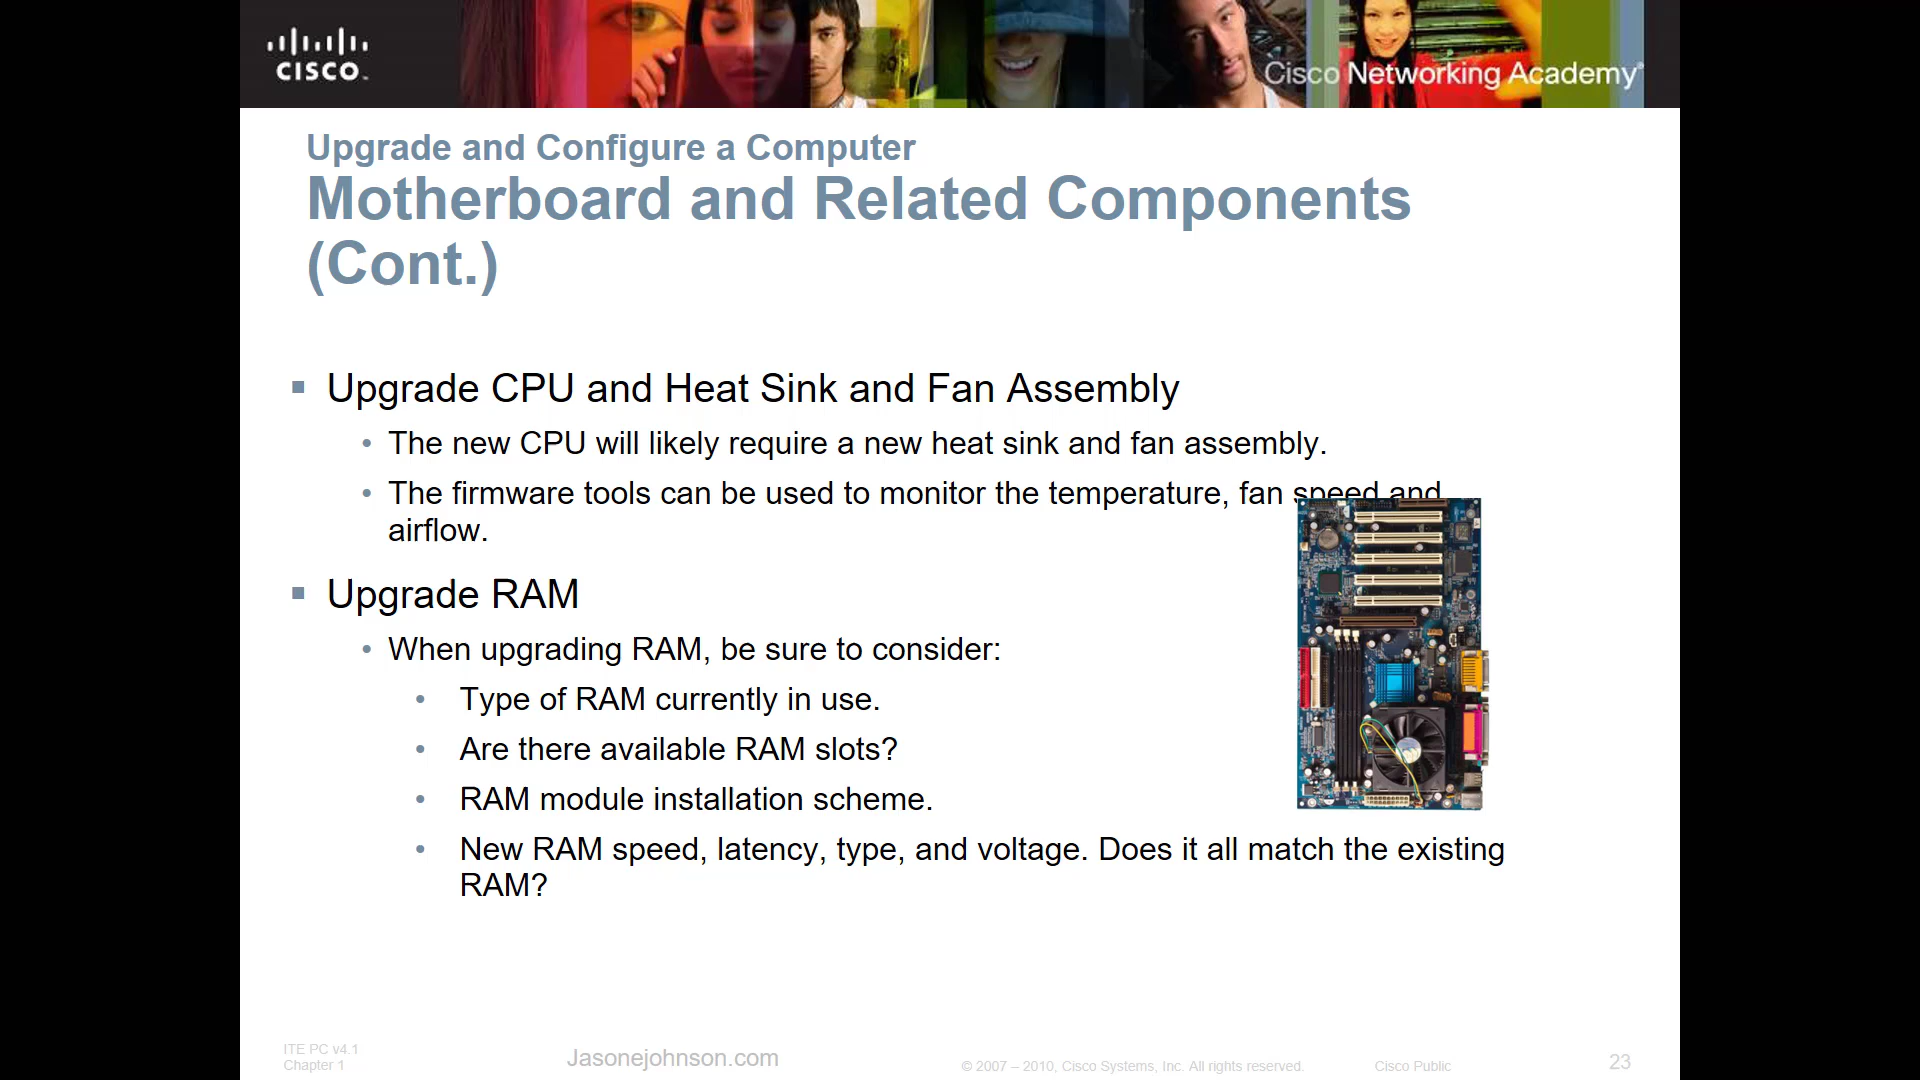 CISCO
Cisco Networking Academy®
Upgrade and Configure a Computer
Motherboard and Related Components
(Cont.)
Upgrade CPU and Heat Sink and Fan Assembly
The new CPU will likely require a new heat sink and fan assembly.
The firmware tools can be used to monitor the temperature, fan speed and
airflow.
Upgrade RAM
When upgrading RAM, be sure to consider:
Type of RAM currently in use.
Are there available RAM slots?
RAM module installation scheme.
New RAM speed, latency, type, and voltage. Does it all match the existing
RAM?
ITE PC v4.1
Chapter 1
Jasonejohnson.com
© 2007 – 2010, Cisco Systems, Inc. All rights reserved.
Cisco Public
23